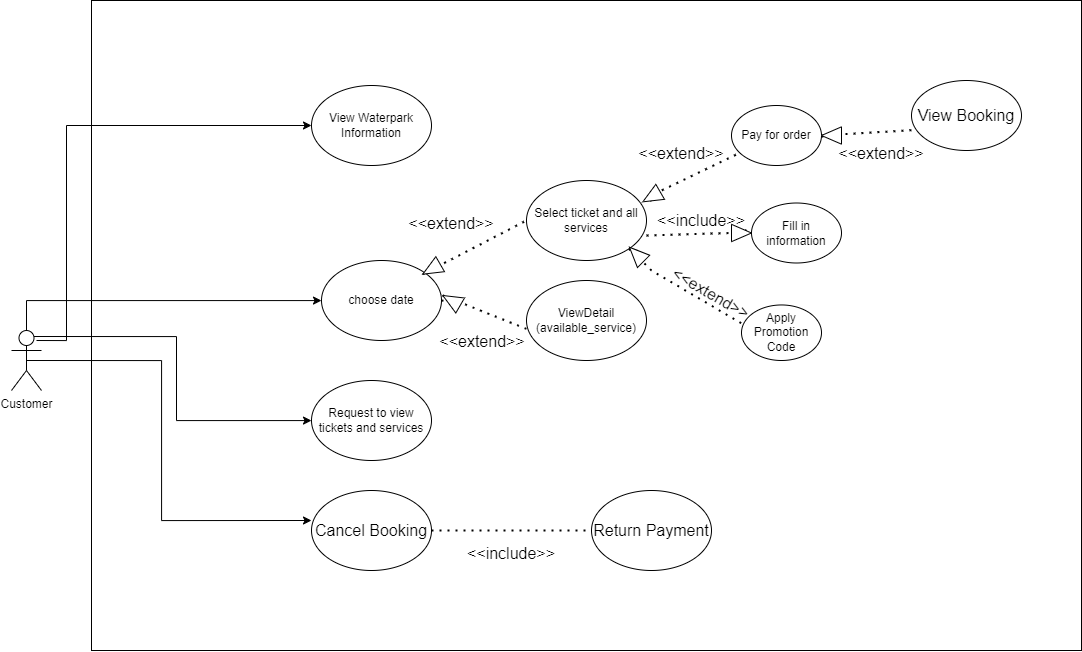 View Waterpark
Information
Pay for order
View Booking
<<extend>>
<<extend>>
Select ticket and all
services
<<extend>>
<<include>>
Fill in
information
choose date
<<extend>>
ViewDetail
(available_service)
<<extend>>
Apply
Promotion
Code
Customer
Request to view
tickets and services
Cancel Booking
<<include>>
Return Payment